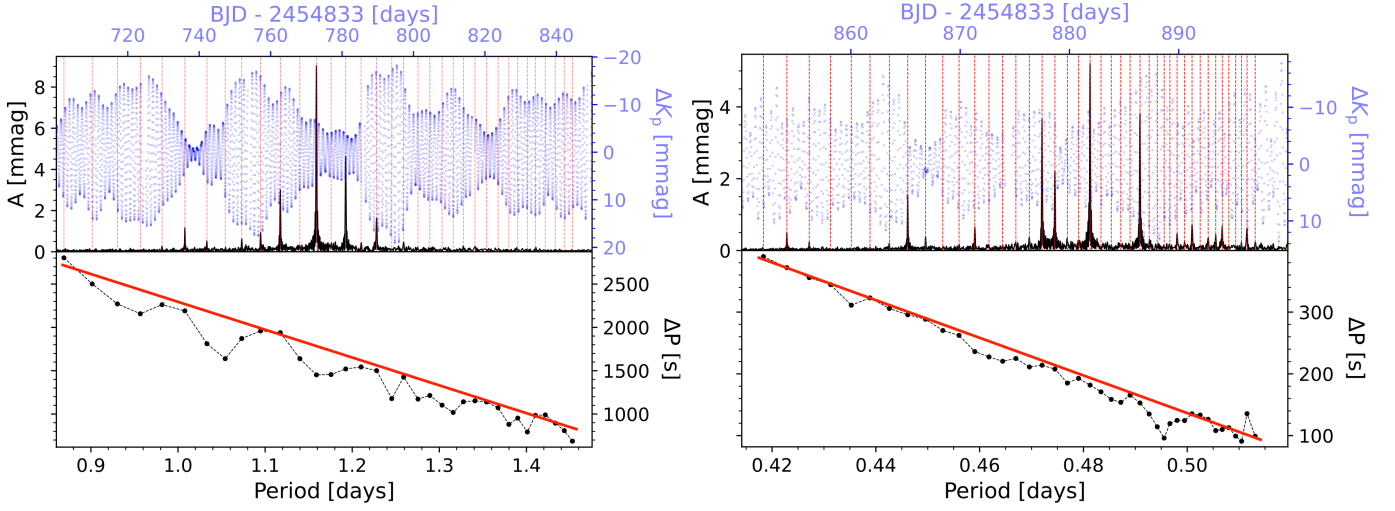 BJD - 2454833 [days]
720 740 760 780 800 820 840
A [mmag]
8
6
4
2
0
−20
−10
0
10
20
ΔKp [mmag]
2500
2000
1500
1000
ΔP [s]
0.9 1.0 1.1 1.2 1.3 1.4
Period [days]
BJD - 2454833 [days]
860 870 880 890
A [mmag]
4
2
0
−10
0
10
ΔKp [mmag]
300
200
100
ΔP [s]
0.42 0.44 0.46 0.48 0.50
Period [days]